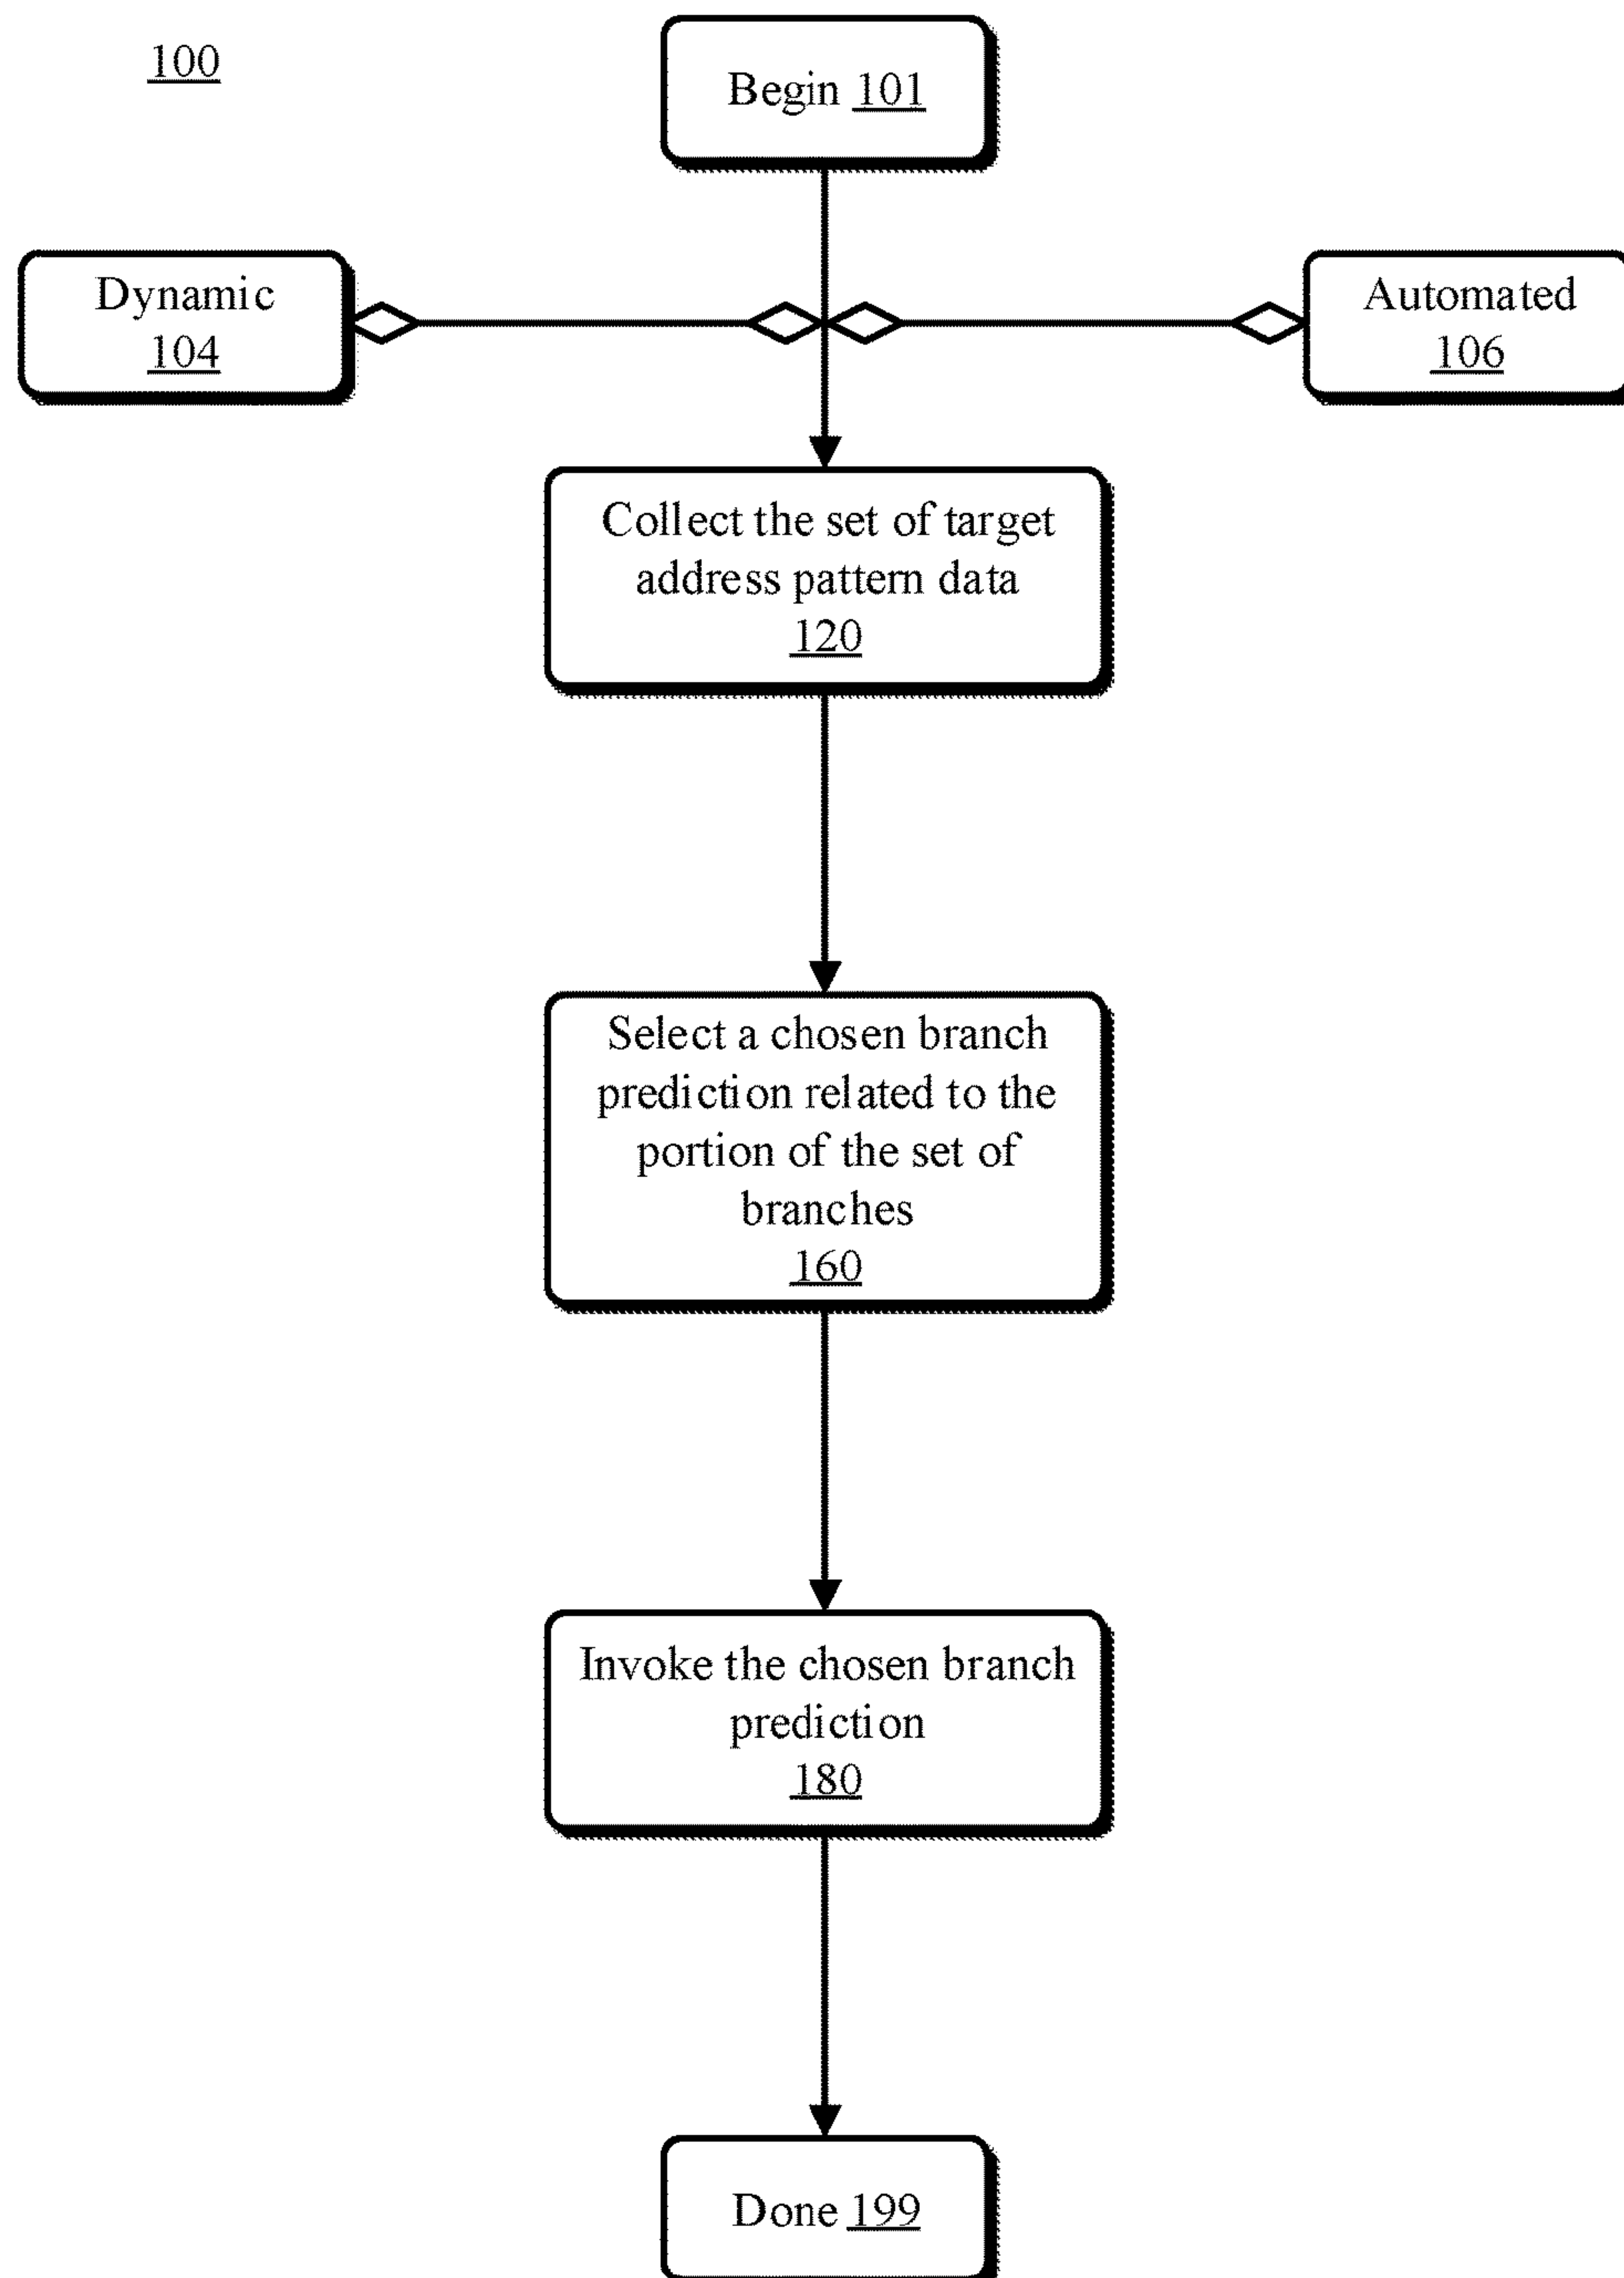 100
Begin 101
Dynamic
104
Automated
106
Collect the set of target
address pattern data
120
Select a chosen branch
prediction related to the
portion of the set of
branches
160
Invoke the chosen branch
prediction
180
Done 199